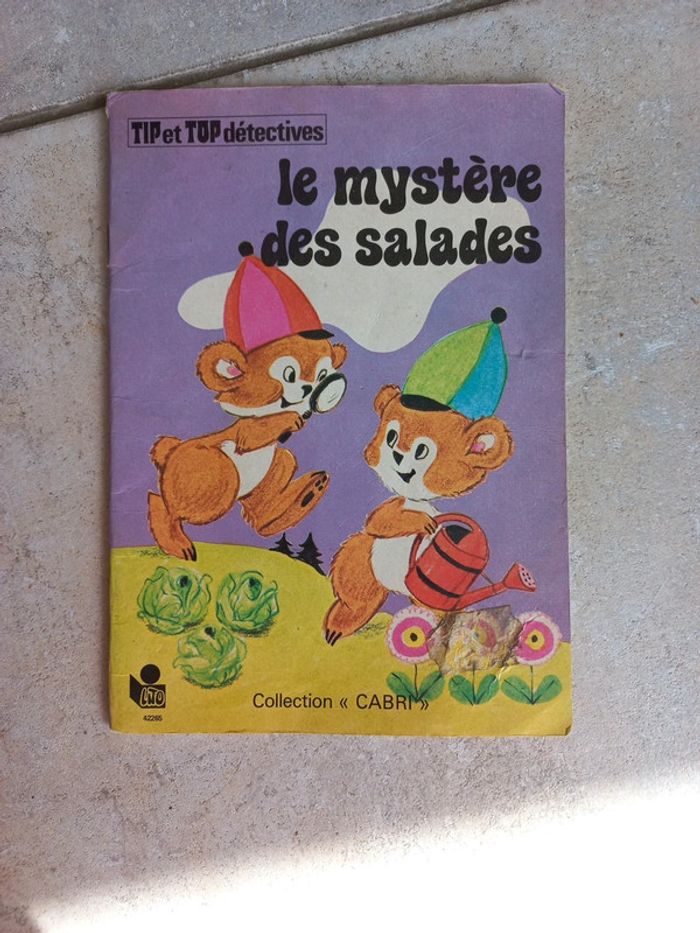 TIP et TOP détectives
le mystère
des salades
LITO
42265
Collection « CABRI »